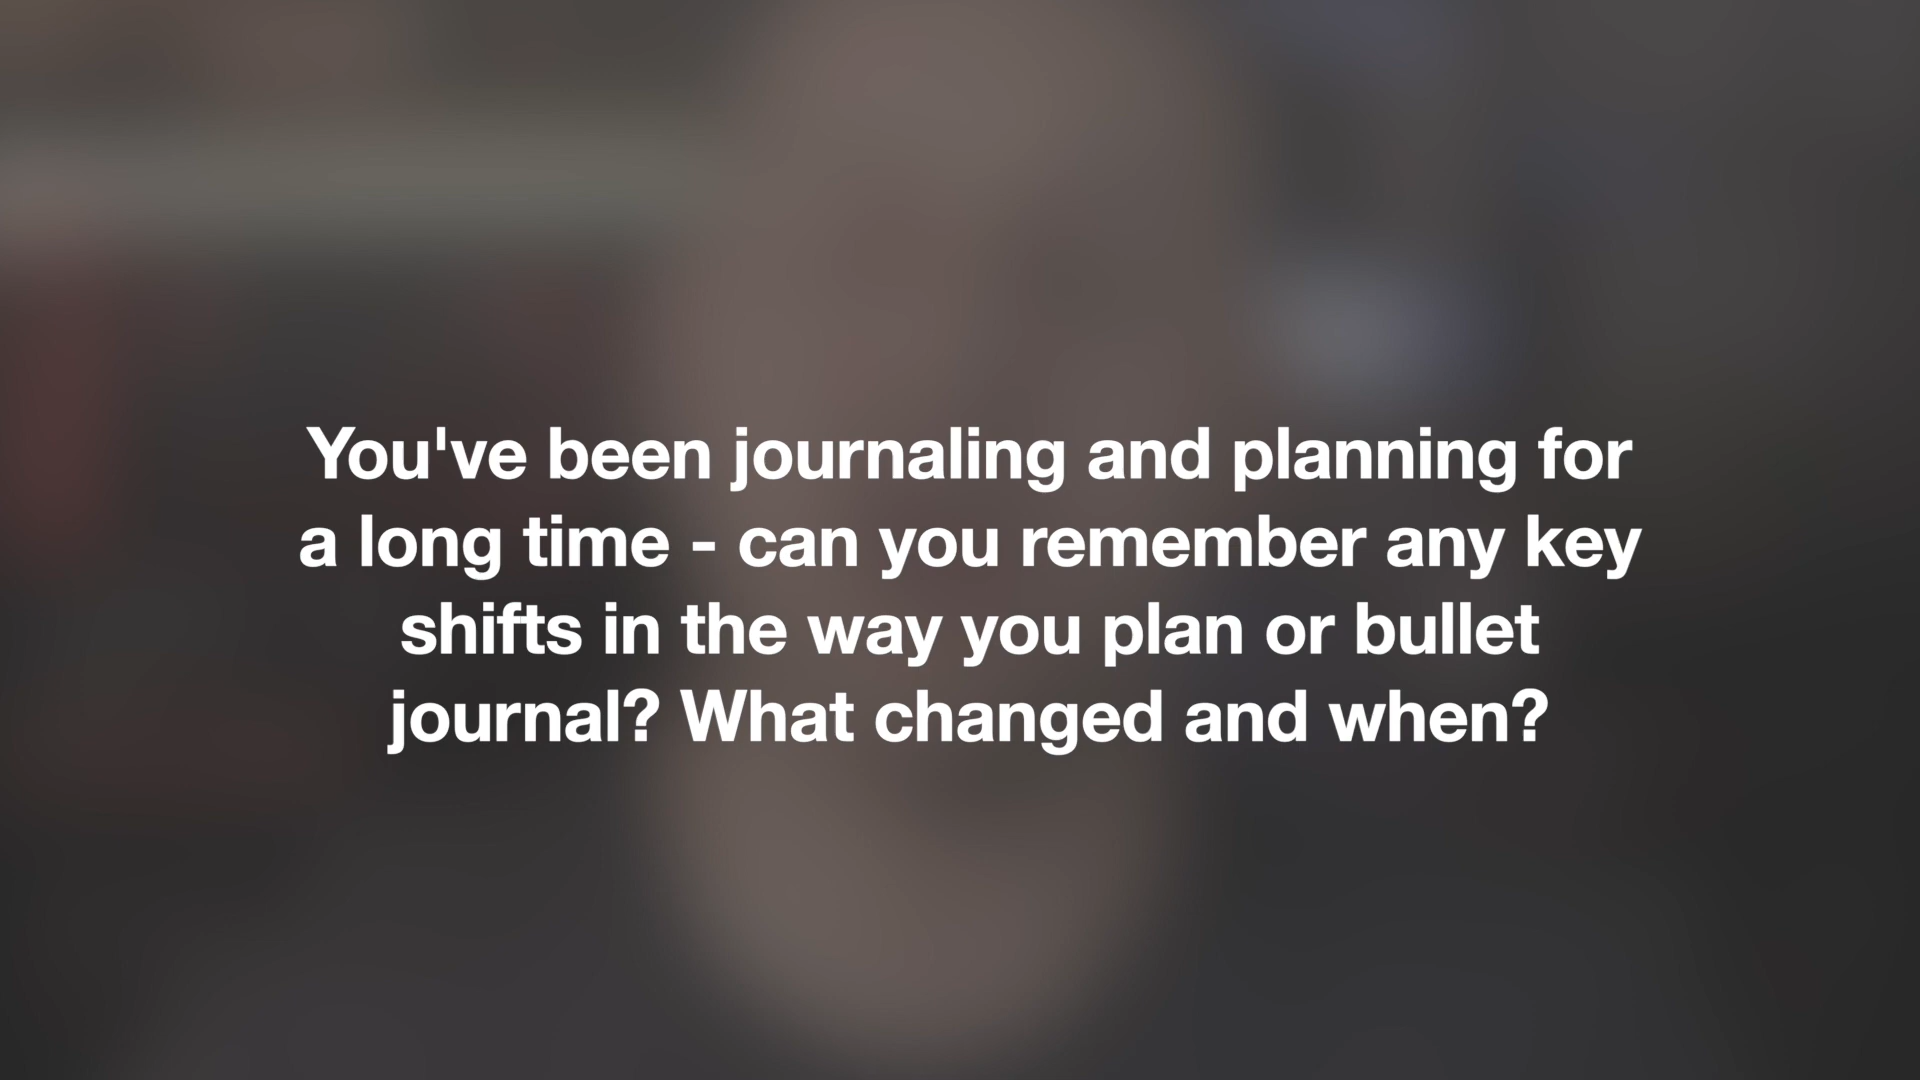 You've been journaling and planning for
a long time - can you remember any key
shifts in the way you plan or bullet
journal? What changed and when?